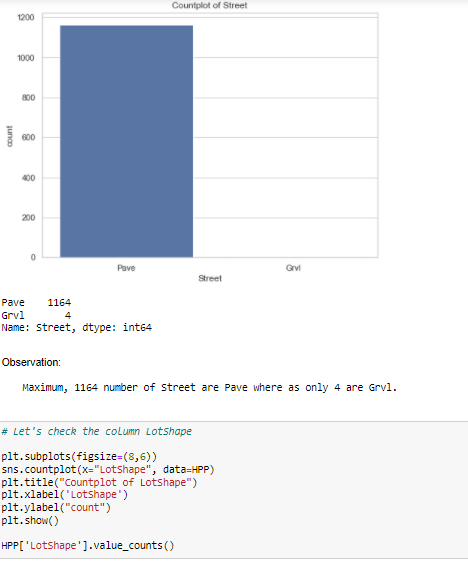 Countplot of Street
1200
1000
800
600
400
200
0
count
Pave Grvl
Street
Pave 1164
Grvl 4
Name: Street, dtype: int64
Observation:
Maximum, 1164 number of Street are Pave where as only 4 are Grvl.
# Let's check the column LotShape
plt.subplots(figsize=(8,6))
sns.countplot(x="LotShape", data=HPP)
plt.title("Countplot of LotShape")
plt.xlabel('LotShape')
plt.ylabel("count")
plt.show()
HPP['LotShape'].value_counts()